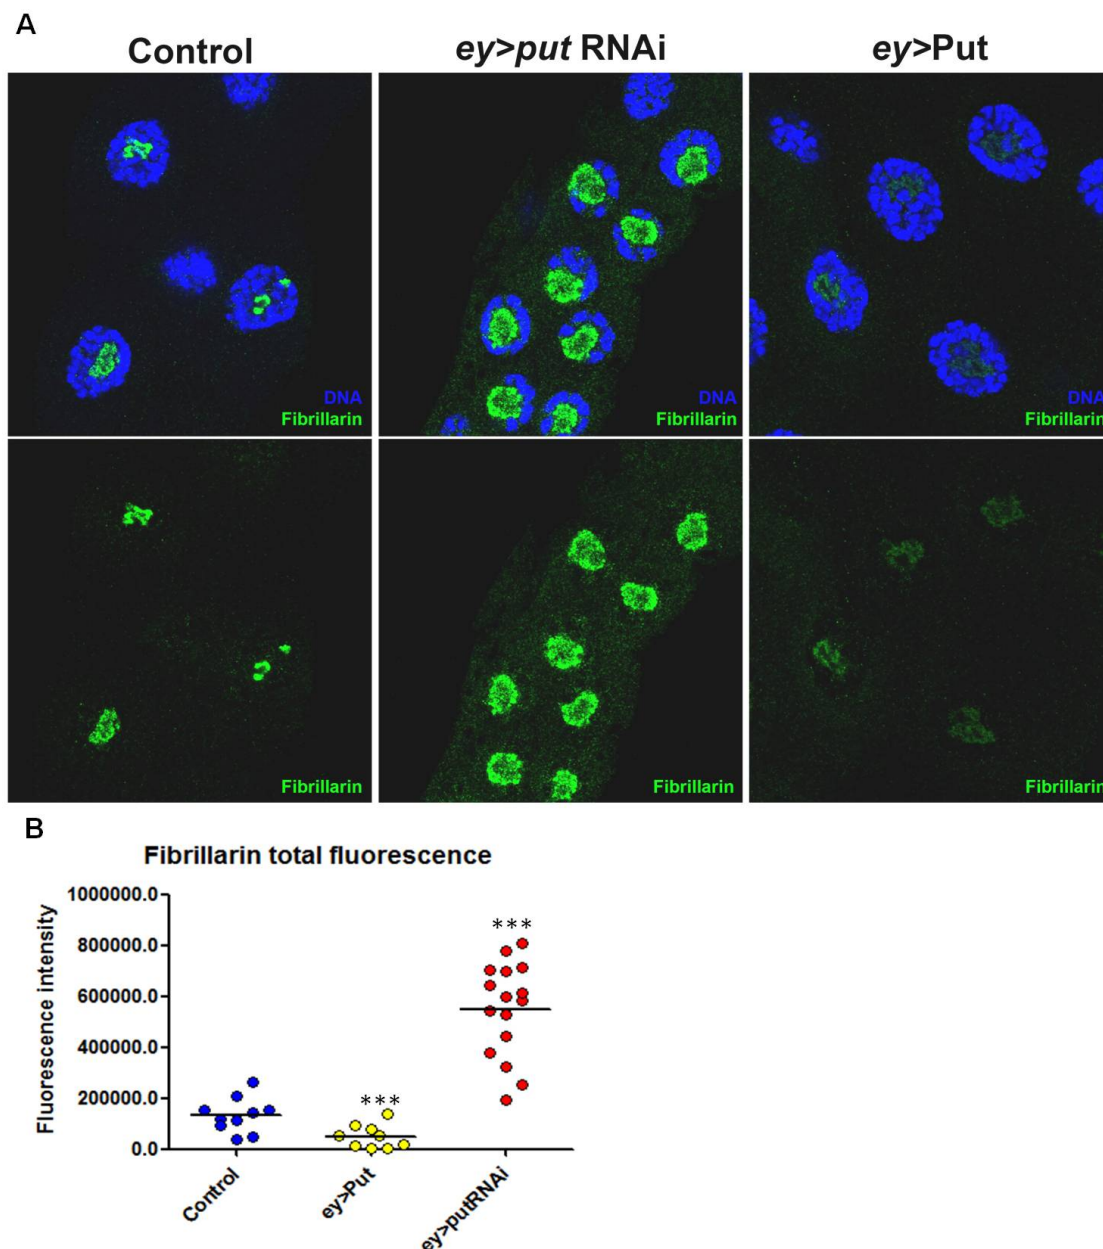 A
Control
ey>put RNAi
ey>Put
DNA
Fibrillarin
DNA
Fibrillarin
DNA
Fibrillarin
Fibrillarin
Fibrillarin
Fibrillarin
B
Fibrillarin total fluorescence
Fluorescence intensity
1000000.0
800000.0
600000.0
400000.0
200000.0
0.0
***
***
Control
ey>Put
ey>putRNAi